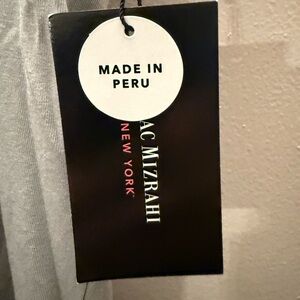 MADE IN
PERU
AC MIZRAHI
NEW YORK